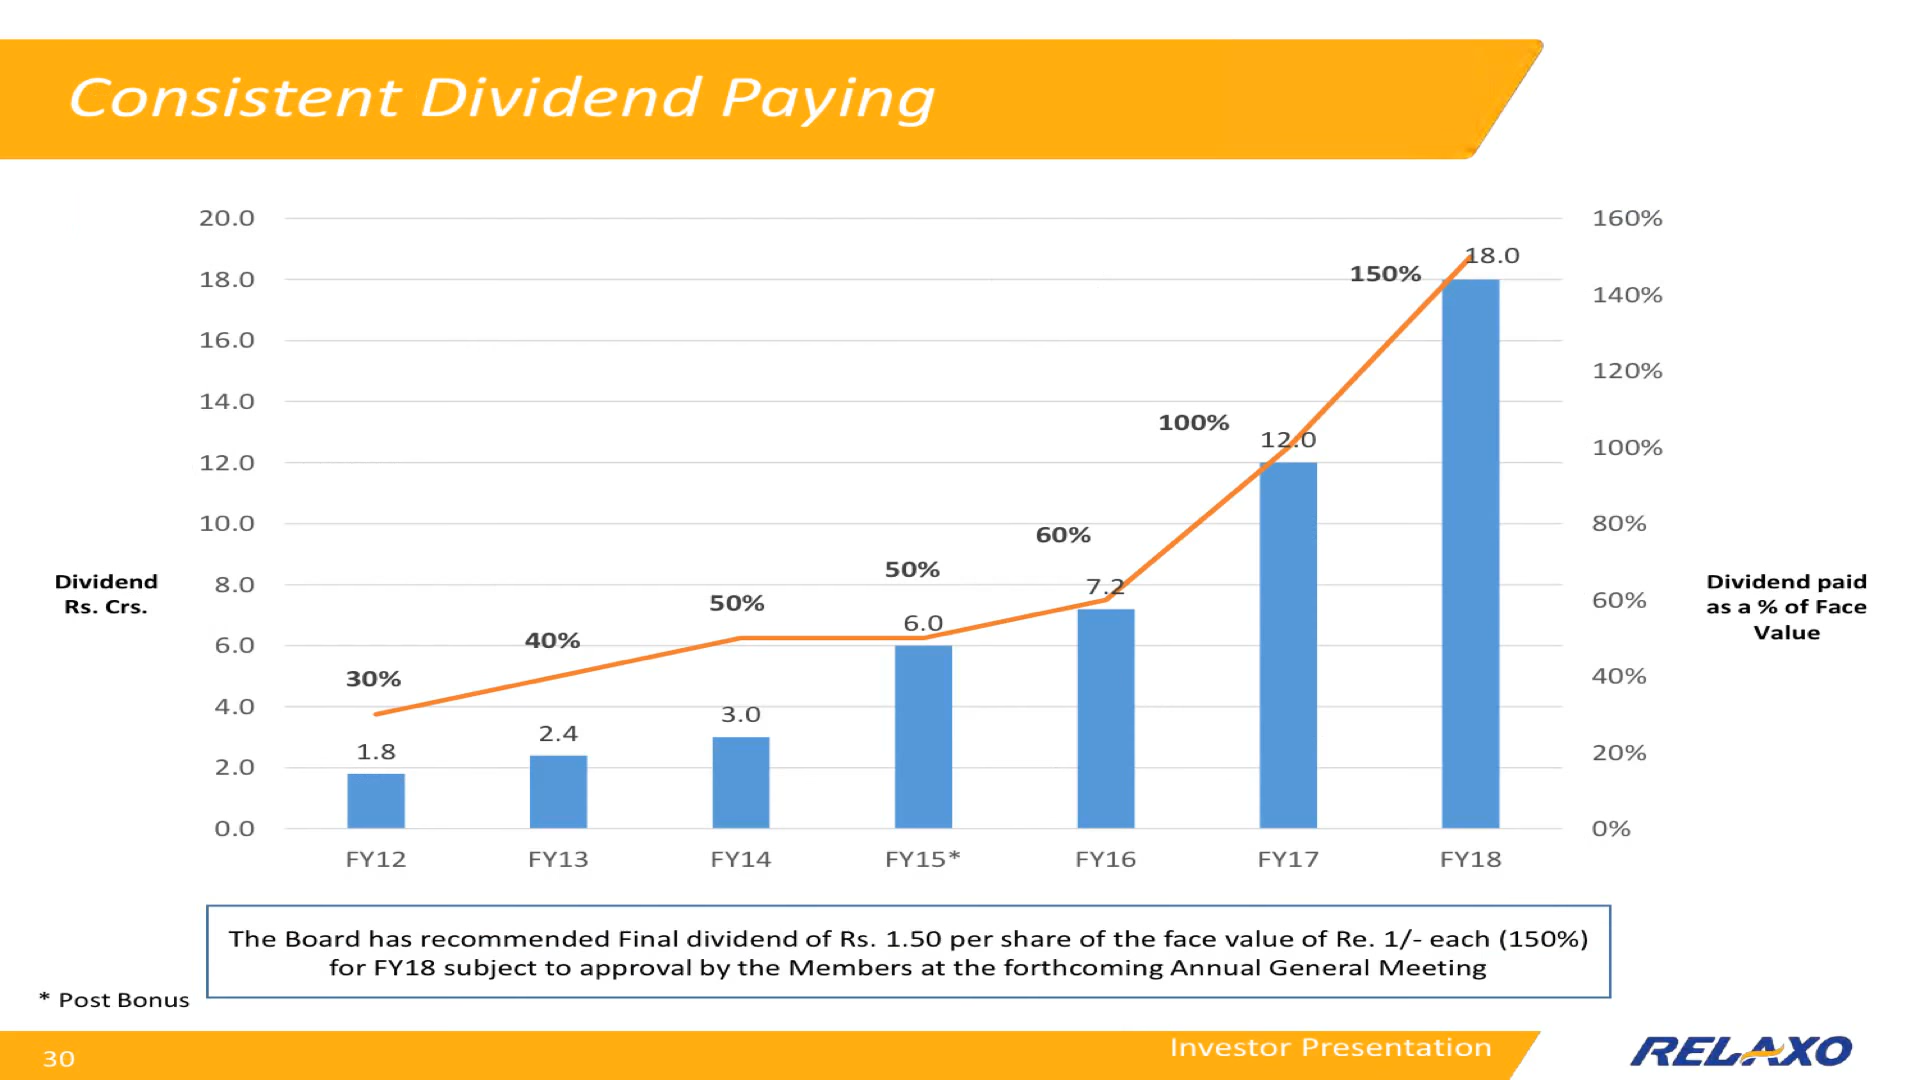 Consistent Dividend Paying
20.0
18.0
16.0
14.0
12.0
10.0
8.0
6.0
4.0
2.0
0.0
Dividend
Rs. Crs.
160%
140%
120%
100%
80%
60%
40%
20%
0%
Dividend paid
as a % of Face
Value
30%
40%
50%
50%
60%
100%
150%
1.8
2.4
3.0
6.0
7.2
12.0
18.0
FY12 FY13 FY14 FY15* FY16 FY17 FY18
The Board has recommended Final dividend of Rs. 1.50 per share of the face value of Re. 1/- each (150%)
for FY18 subject to approval by the Members at the forthcoming Annual General Meeting
* Post Bonus
30
Investor Presentation
RELAXO